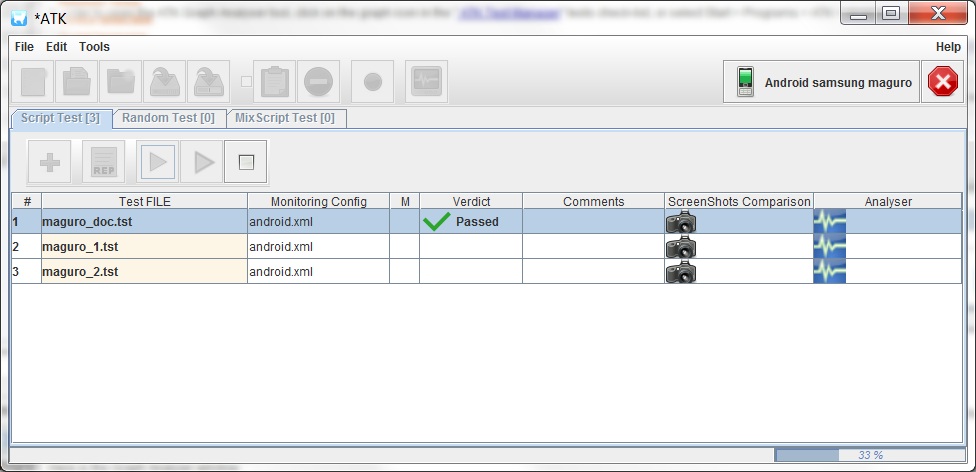 *ATK
File Edit Tools Help
Android samsung maguro
Script Test [3] Random Test [0] MixScript Test [0]
REP
# Test FILE Monitoring Config M Verdict Comments ScreenShots Comparison Analyser
1 maguro_doc.tst android.xml Passed
2 maguro_1.tst android.xml
3 maguro_2.tst android.xml
33 %